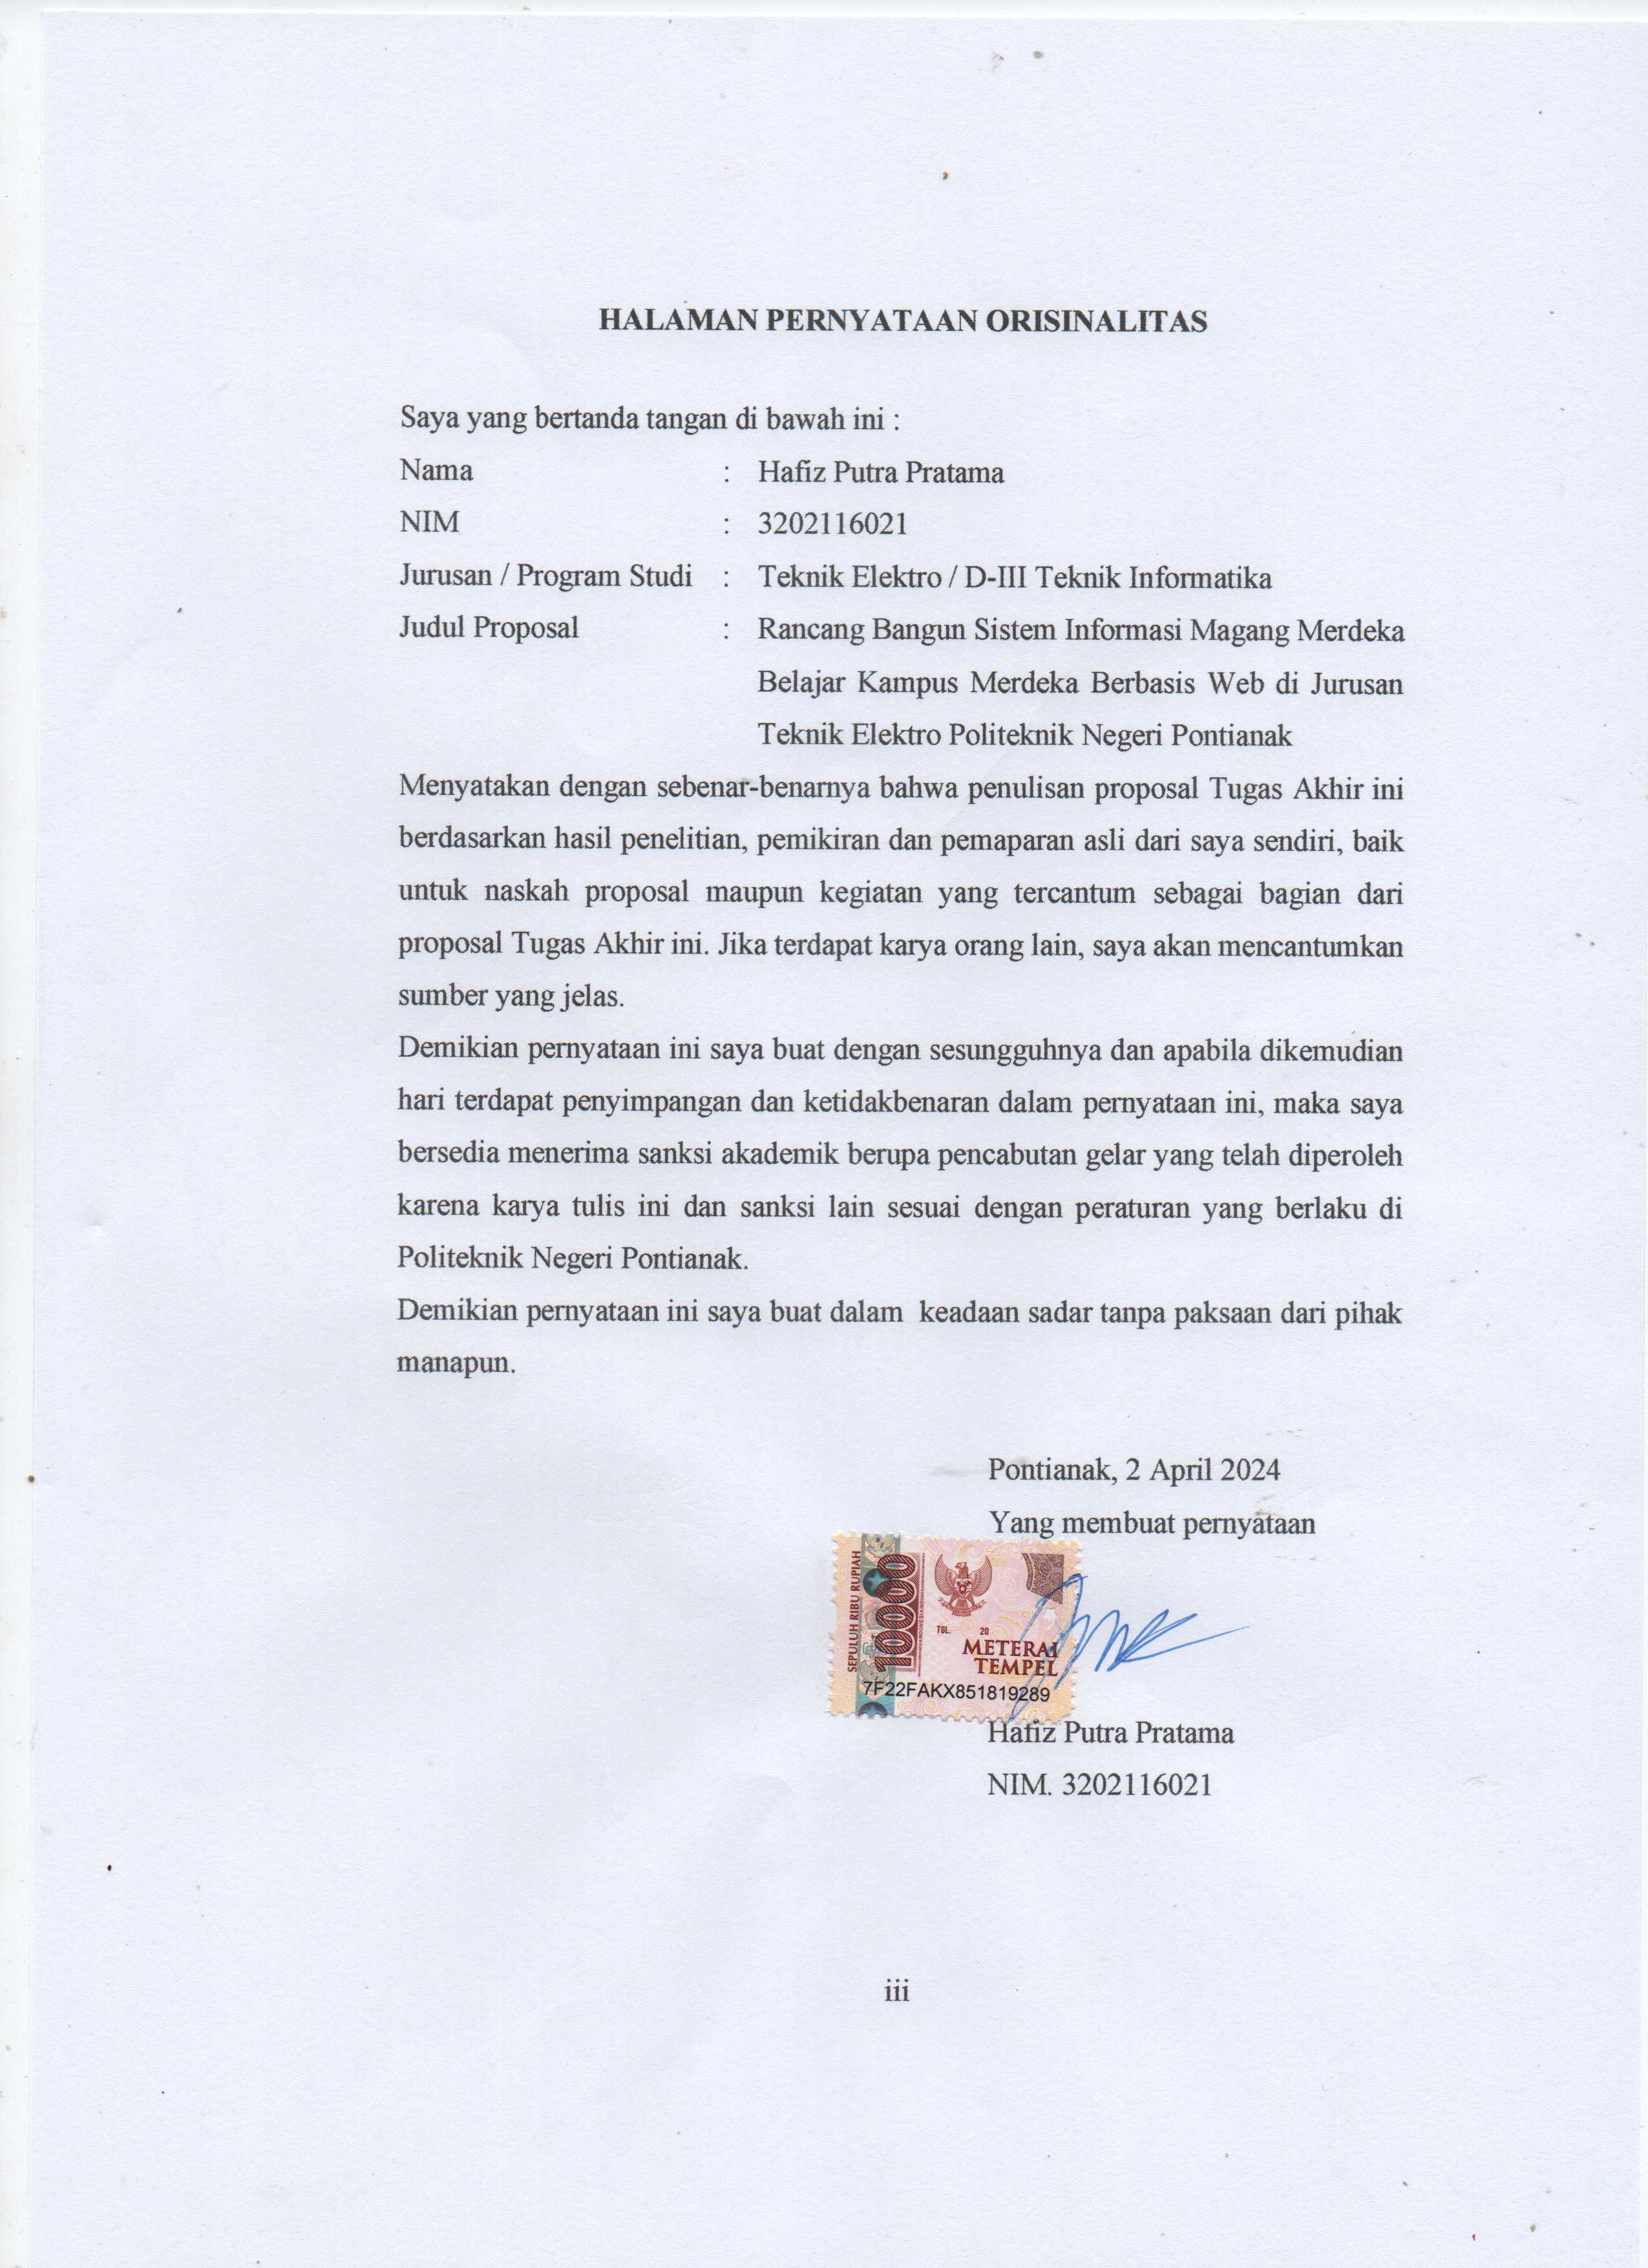 HALAMAN PERNYATAAN ORISINALITAS
Saya yang bertanda tangan di bawah ini :
Nama : Hafiz Putra Pratama
NIM : 3202116021
Jurusan / Program Studi : Teknik Elektro / D-III Teknik Informatika
Judul Proposal : Rancang Bangun Sistem Informasi Magang Merdeka
Belajar Kampus Merdeka Berbasis Web di Jurusan
Teknik Elektro Politeknik Negeri Pontianak
Menyatakan dengan sebenar-benarnya bahwa penulisan proposal Tugas Akhir ini
berdasarkan hasil penelitian, pemikiran dan pemaparan asli dari saya sendiri, baik
untuk naskah proposal maupun kegiatan yang tercantum sebagai bagian dari
proposal Tugas Akhir ini. Jika terdapat karya orang lain, saya akan mencantumkan
sumber yang jelas.
Demikian pernyataan ini saya buat dengan sesungguhnya dan apabila dikemudian
hari terdapat penyimpangan dan ketidakbenaran dalam pernyataan ini, maka saya
bersedia menerima sanksi akademik berupa pencabutan gelar yang telah diperoleh
karena karya tulis ini dan sanksi lain sesuai dengan peraturan yang berlaku di
Politeknik Negeri Pontianak.
Demikian pernyataan ini saya buat dalam keadaan sadar tanpa paksaan dari pihak
manapun.
Pontianak, 2 April 2024
Yang membuat pernyataan
SEPULUH RIBU RUPIAH
10000
TGL. 20
METERAI
TEMPEL
7F22FAKX851819289
Hafiz Putra Pratama
NIM. 3202116021
iii